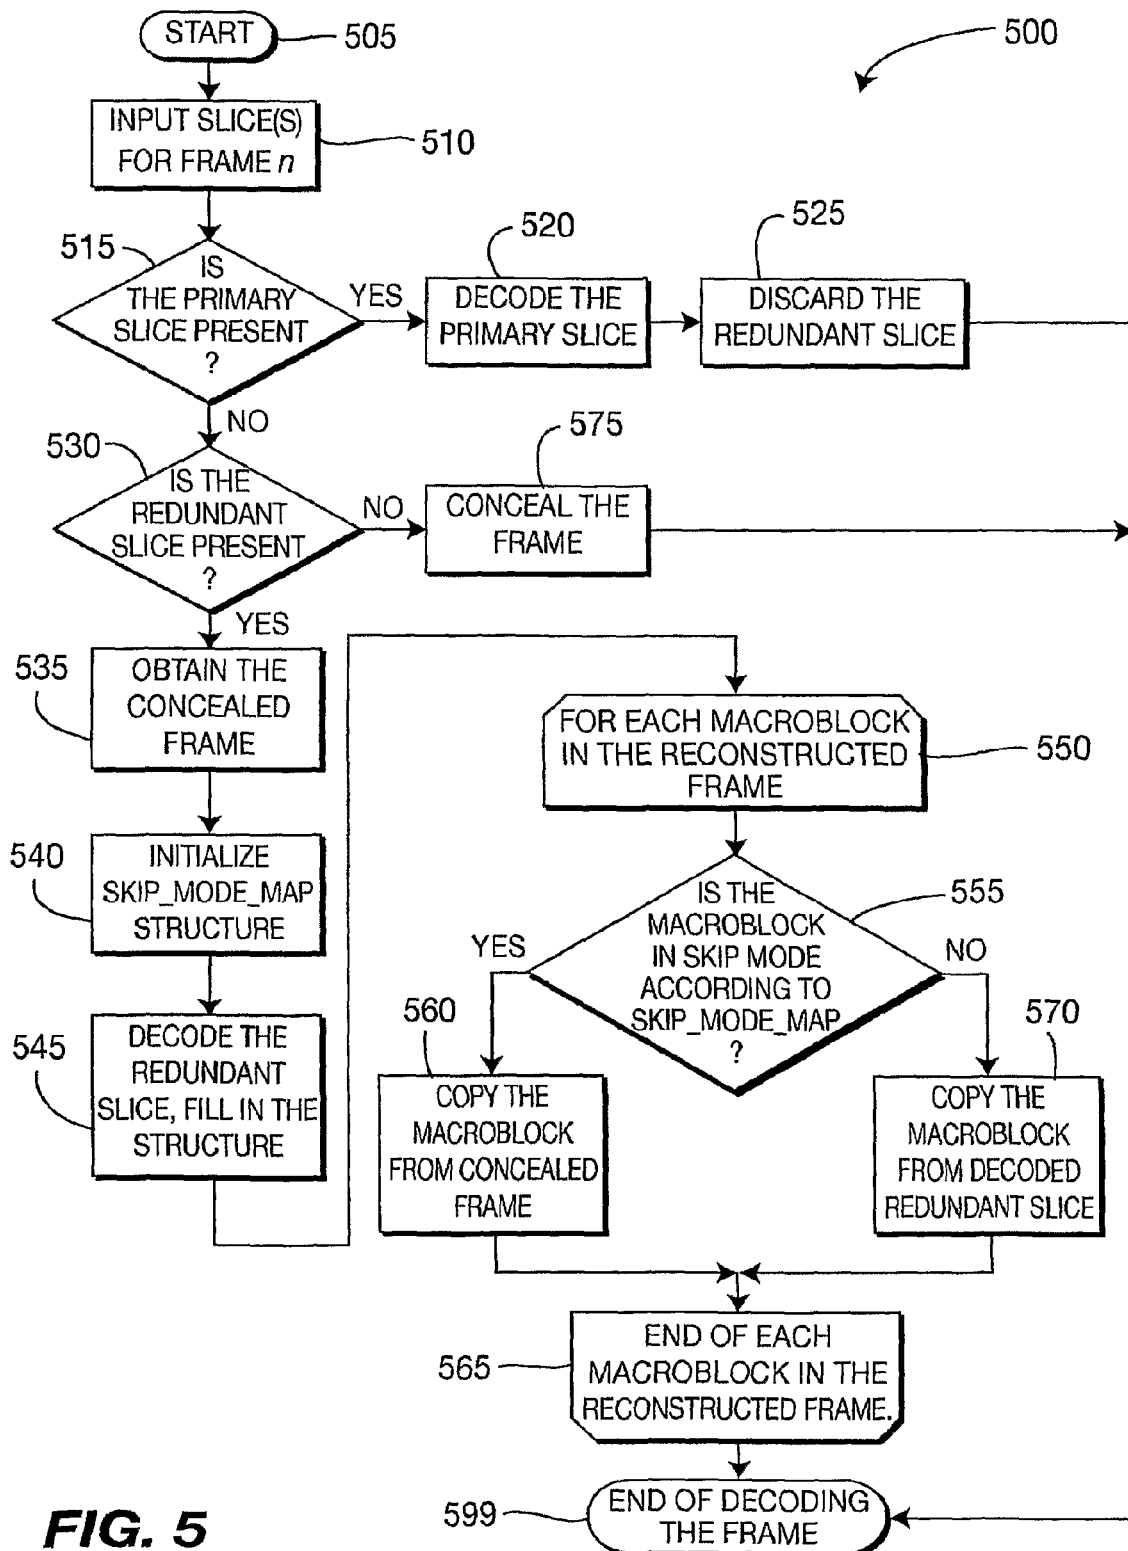 START
505
500
INPUT SLICE(S)
FOR FRAME n
510
515
IS
THE PRIMARY
SLICE PRESENT
?
YES
520
DECODE THE
PRIMARY SLICE
525
DISCARD THE
REDUNDANT SLICE
NO
530
IS THE
REDUNDANT
SLICE PRESENT
?
NO
575
CONCEAL THE
FRAME
YES
535
OBTAIN THE
CONCEALED
FRAME
540
INITIALIZE
SKIP_MODE_MAP
STRUCTURE
545
DECODE THE
REDUNDANT
SLICE, FILL IN THE
STRUCTURE
FOR EACH MACROBLOCK
IN THE RECONSTRUCTED
FRAME
550
IS THE
MACROBLOCK
IN SKIP MODE
ACCORDING TO
SKIP_MODE_MAP
?
555
YES
NO
560
COPY THE
MACROBLOCK
FROM CONCEALED
FRAME
570
COPY THE
MACROBLOCK
FROM DECODED
REDUNDANT SLICE
565
END OF EACH
MACROBLOCK IN THE
RECONSTRUCTED FRAME.
599
END OF DECODING
THE FRAME
FIG. 5